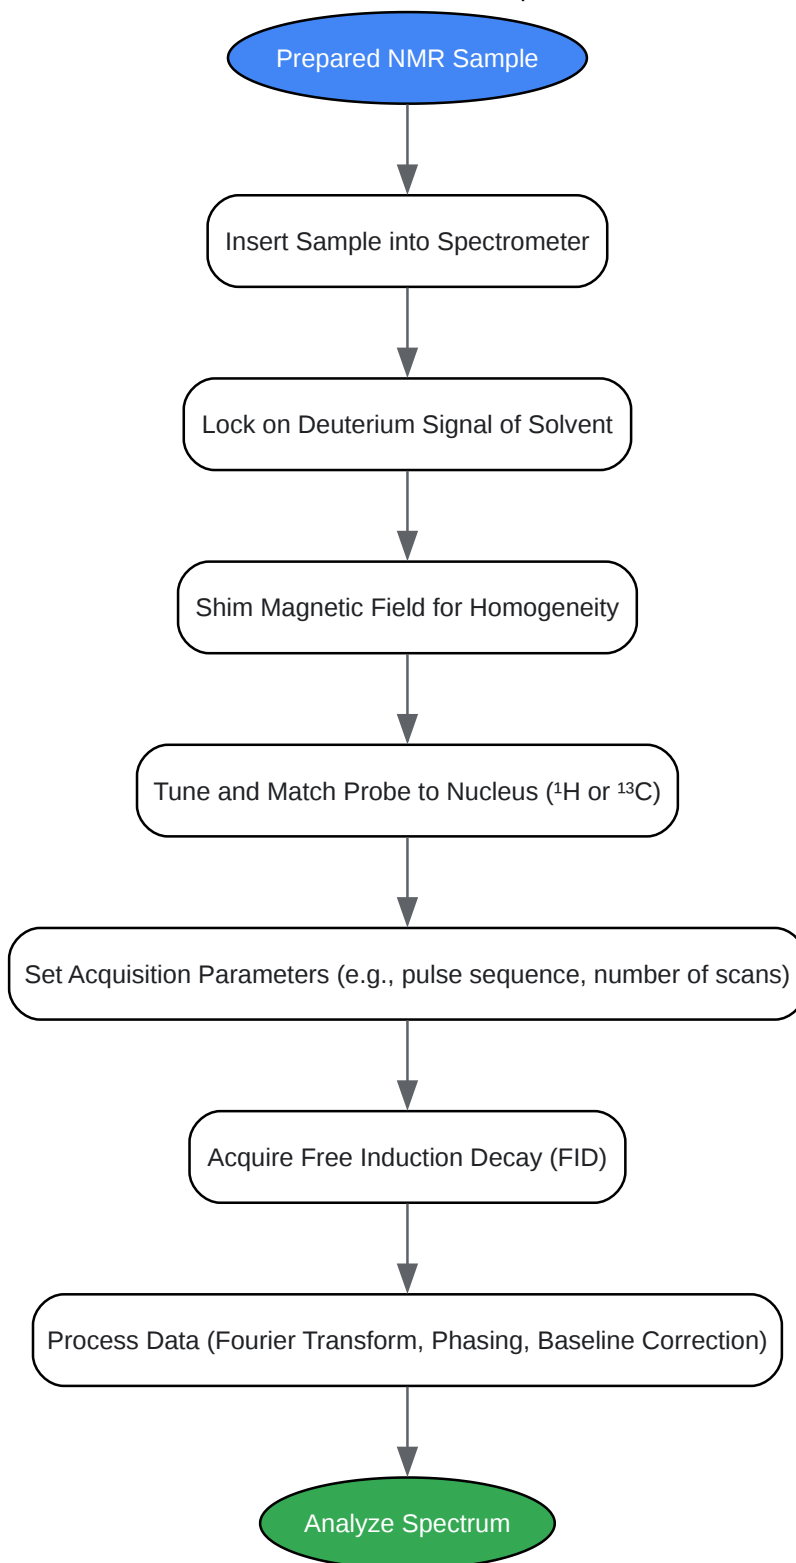 Prepared NMR Sample
Insert Sample into Spectrometer
Lock on Deuterium Signal of Solvent
Shim Magnetic Field for Homogeneity
Tune and Match Probe to Nucleus (¹H or ¹³C)
Set Acquisition Parameters (e.g., pulse sequence, number of scans)
Acquire Free Induction Decay (FID)
Process Data (Fourier Transform, Phasing, Baseline Correction)
Analyze Spectrum